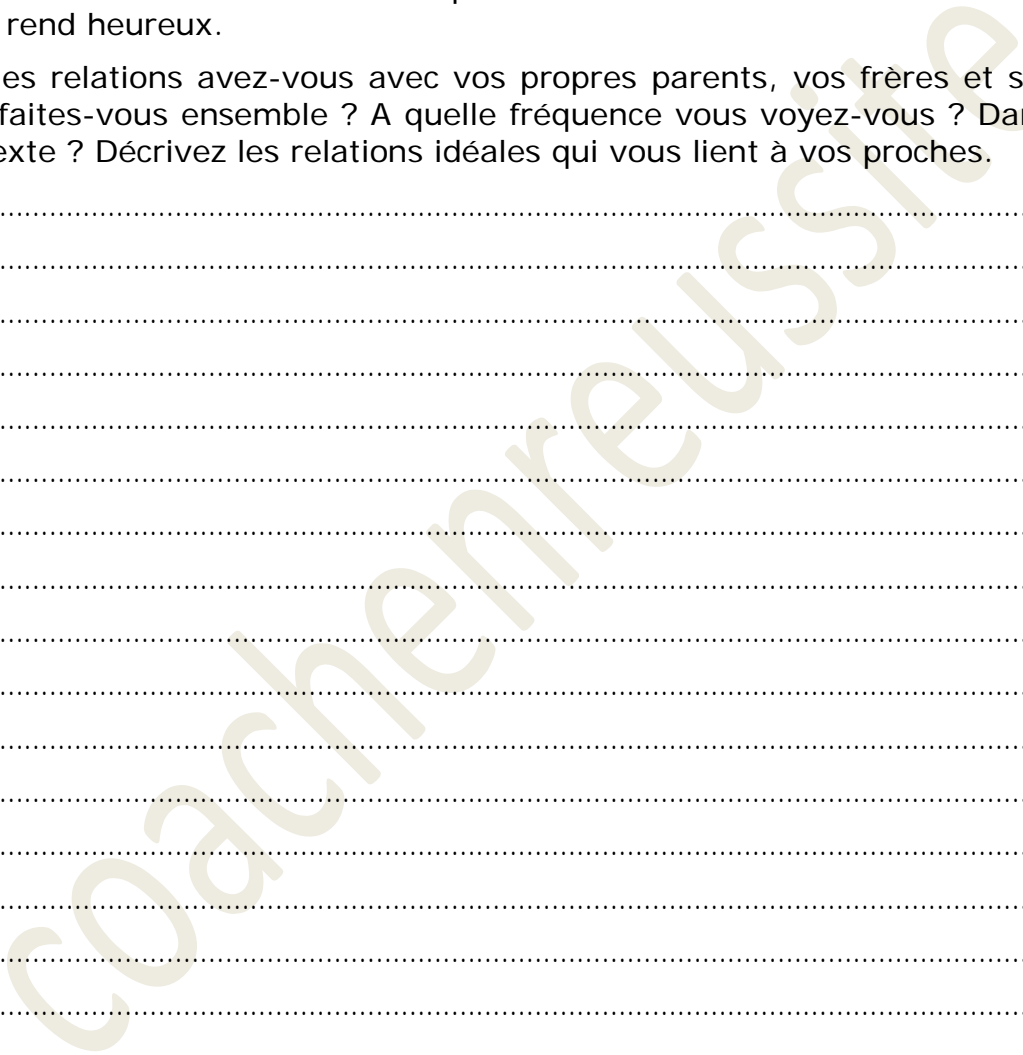 rend heureux.
es relations avez-vous avec vos propres parents, vos frères et s
faites-vous ensemble ? A quelle fréquence vous voyez-vous ? Da
exte ? Décrivez les relations idéales qui vous lient à vos proches.
coachenreussite